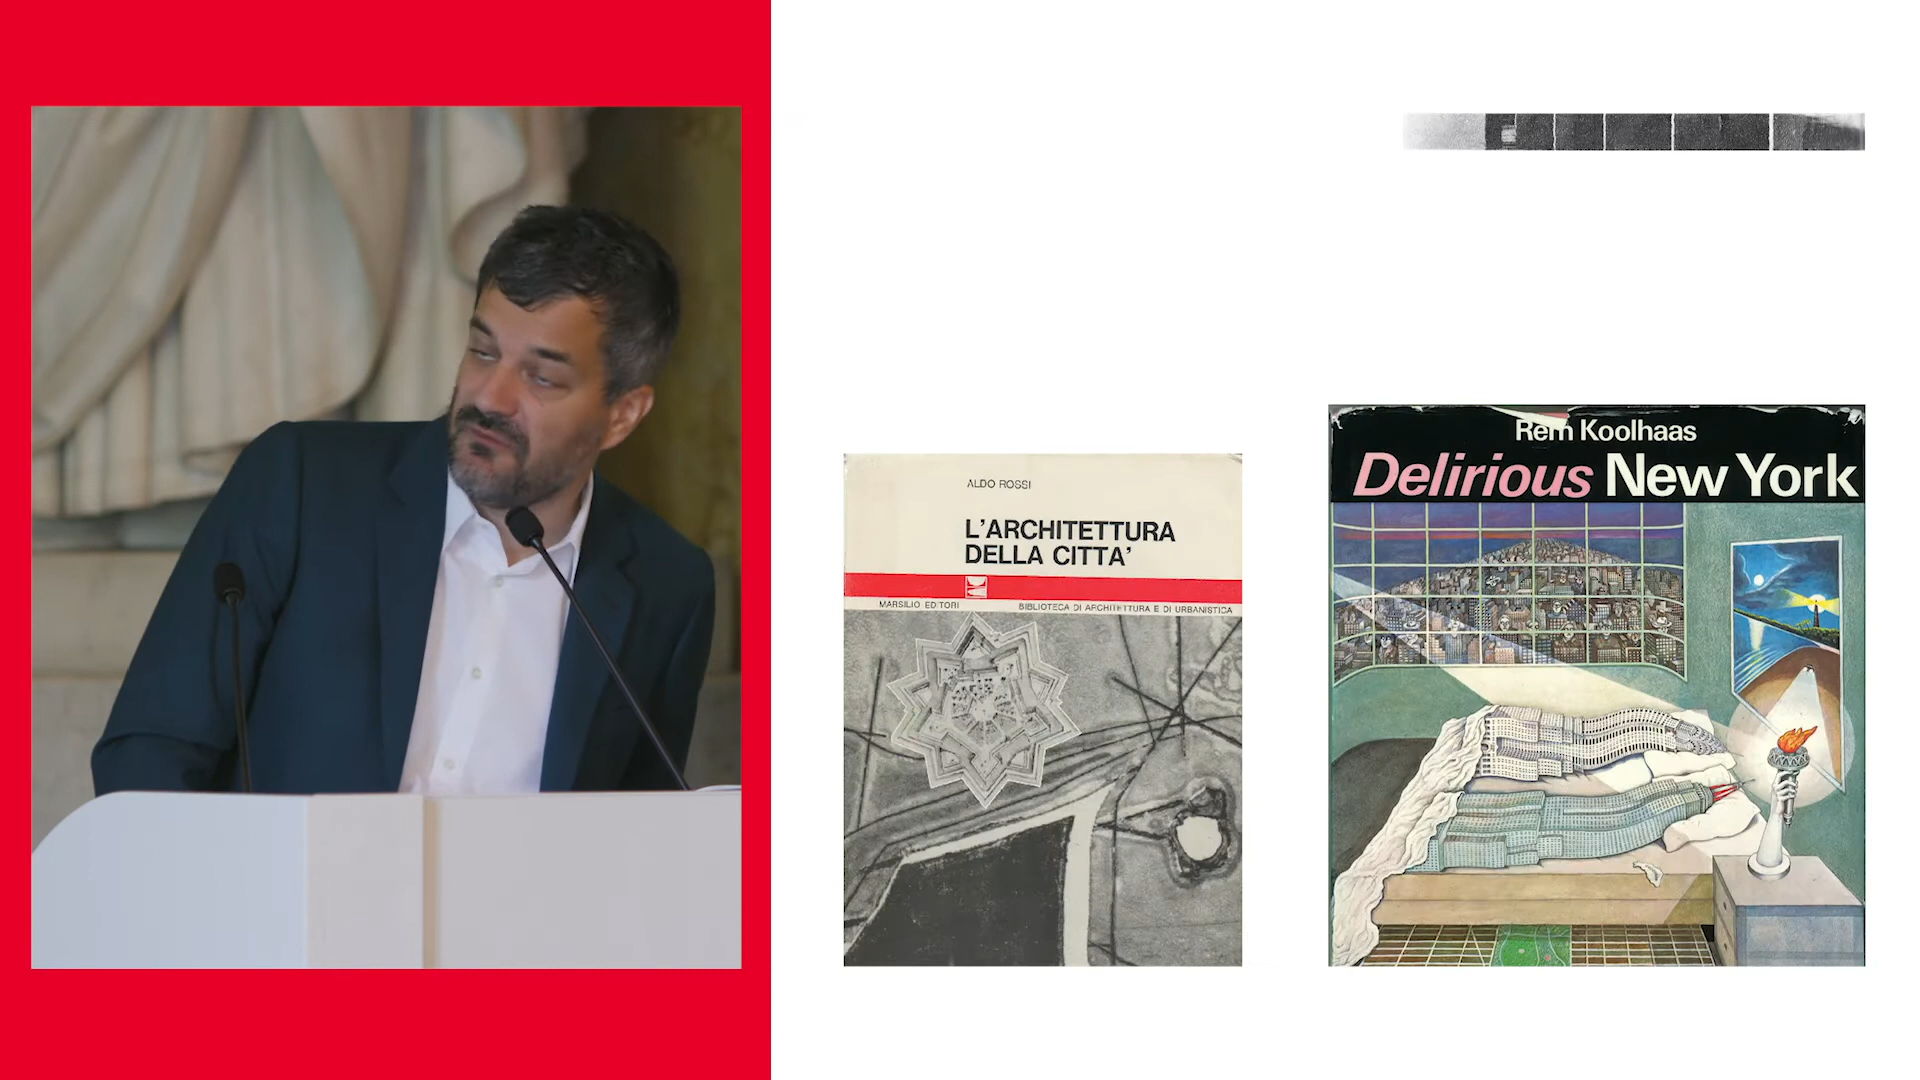 ALDO ROSSI
L'ARCHITETTURA
DELLA CITTA'
MARSILIO EDITORI
BIBLIOTECA DI ARCHITETTURA E DI URBANISTICA
Rem Koolhaas
Delirious New York